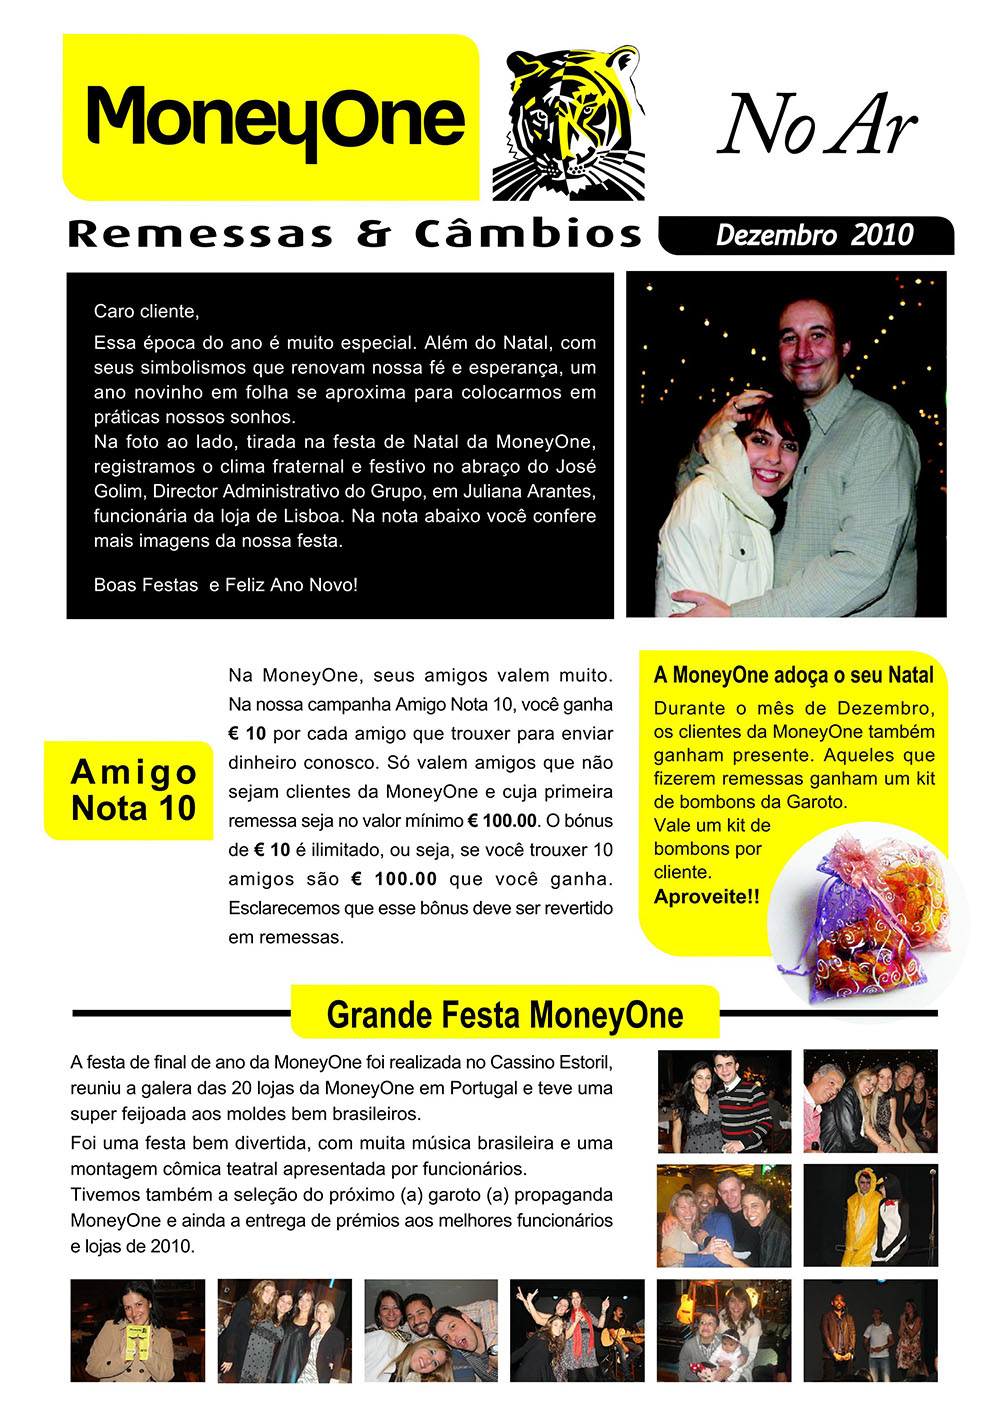 MoneyOne
No Ar
Remessas & Câmbios
Dezembro 2010
Caro cliente,
Essa época do ano é muito especial. Além do Natal, com
seus simbolismos que renovam nossa fé e esperança, um
ano novinho em folha se aproxima para colocarmos em
práticas nossos sonhos.
Na foto ao lado, tirada na festa de Natal da MoneyOne,
registramos o clima fraternal e festivo no abraço do José
Golim, Director Administrativo do Grupo, em Juliana Arantes,
funcionária da loja de Lisboa. Na nota abaixo você confere
mais imagens da nossa festa.
Boas Festas e Feliz Ano Novo!
Amigo
Nota 10
Na MoneyOne, seus amigos valem muito.
Na nossa campanha Amigo Nota 10, você ganha
€ 10 por cada amigo que trouxer para enviar
dinheiro conosco. Só valem amigos que não
sejam clientes da MoneyOne e cuja primeira
remessa seja no valor mínimo € 100.00. O bónus
de € 10 é ilimitado, ou seja, se você trouxer 10
amigos são € 100.00 que você ganha.
Esclarecemos que esse bônus deve ser revertido
em remessas.
A MoneyOne adoça o seu Natal
Durante o mês de Dezembro,
os clientes da MoneyOne também
ganham presente. Aqueles que
fizerem remessas ganham um kit
de bombons da Garoto.
Vale um kit de
bombons por
cliente.
Aproveite!!
Grande Festa MoneyOne
A festa de final de ano da MoneyOne foi realizada no Cassino Estoril,
reuniu a galera das 20 lojas da MoneyOne em Portugal e teve uma
super feijoada aos moldes bem brasileiros.
Foi uma festa bem divertida, com muita música brasileira e uma
montagem cômica teatral apresentada por funcionários.
Tivemos também a seleção do próximo (a) garoto (a) propaganda
MoneyOne e ainda a entrega de prémios aos melhores funcionários
e lojas de 2010.